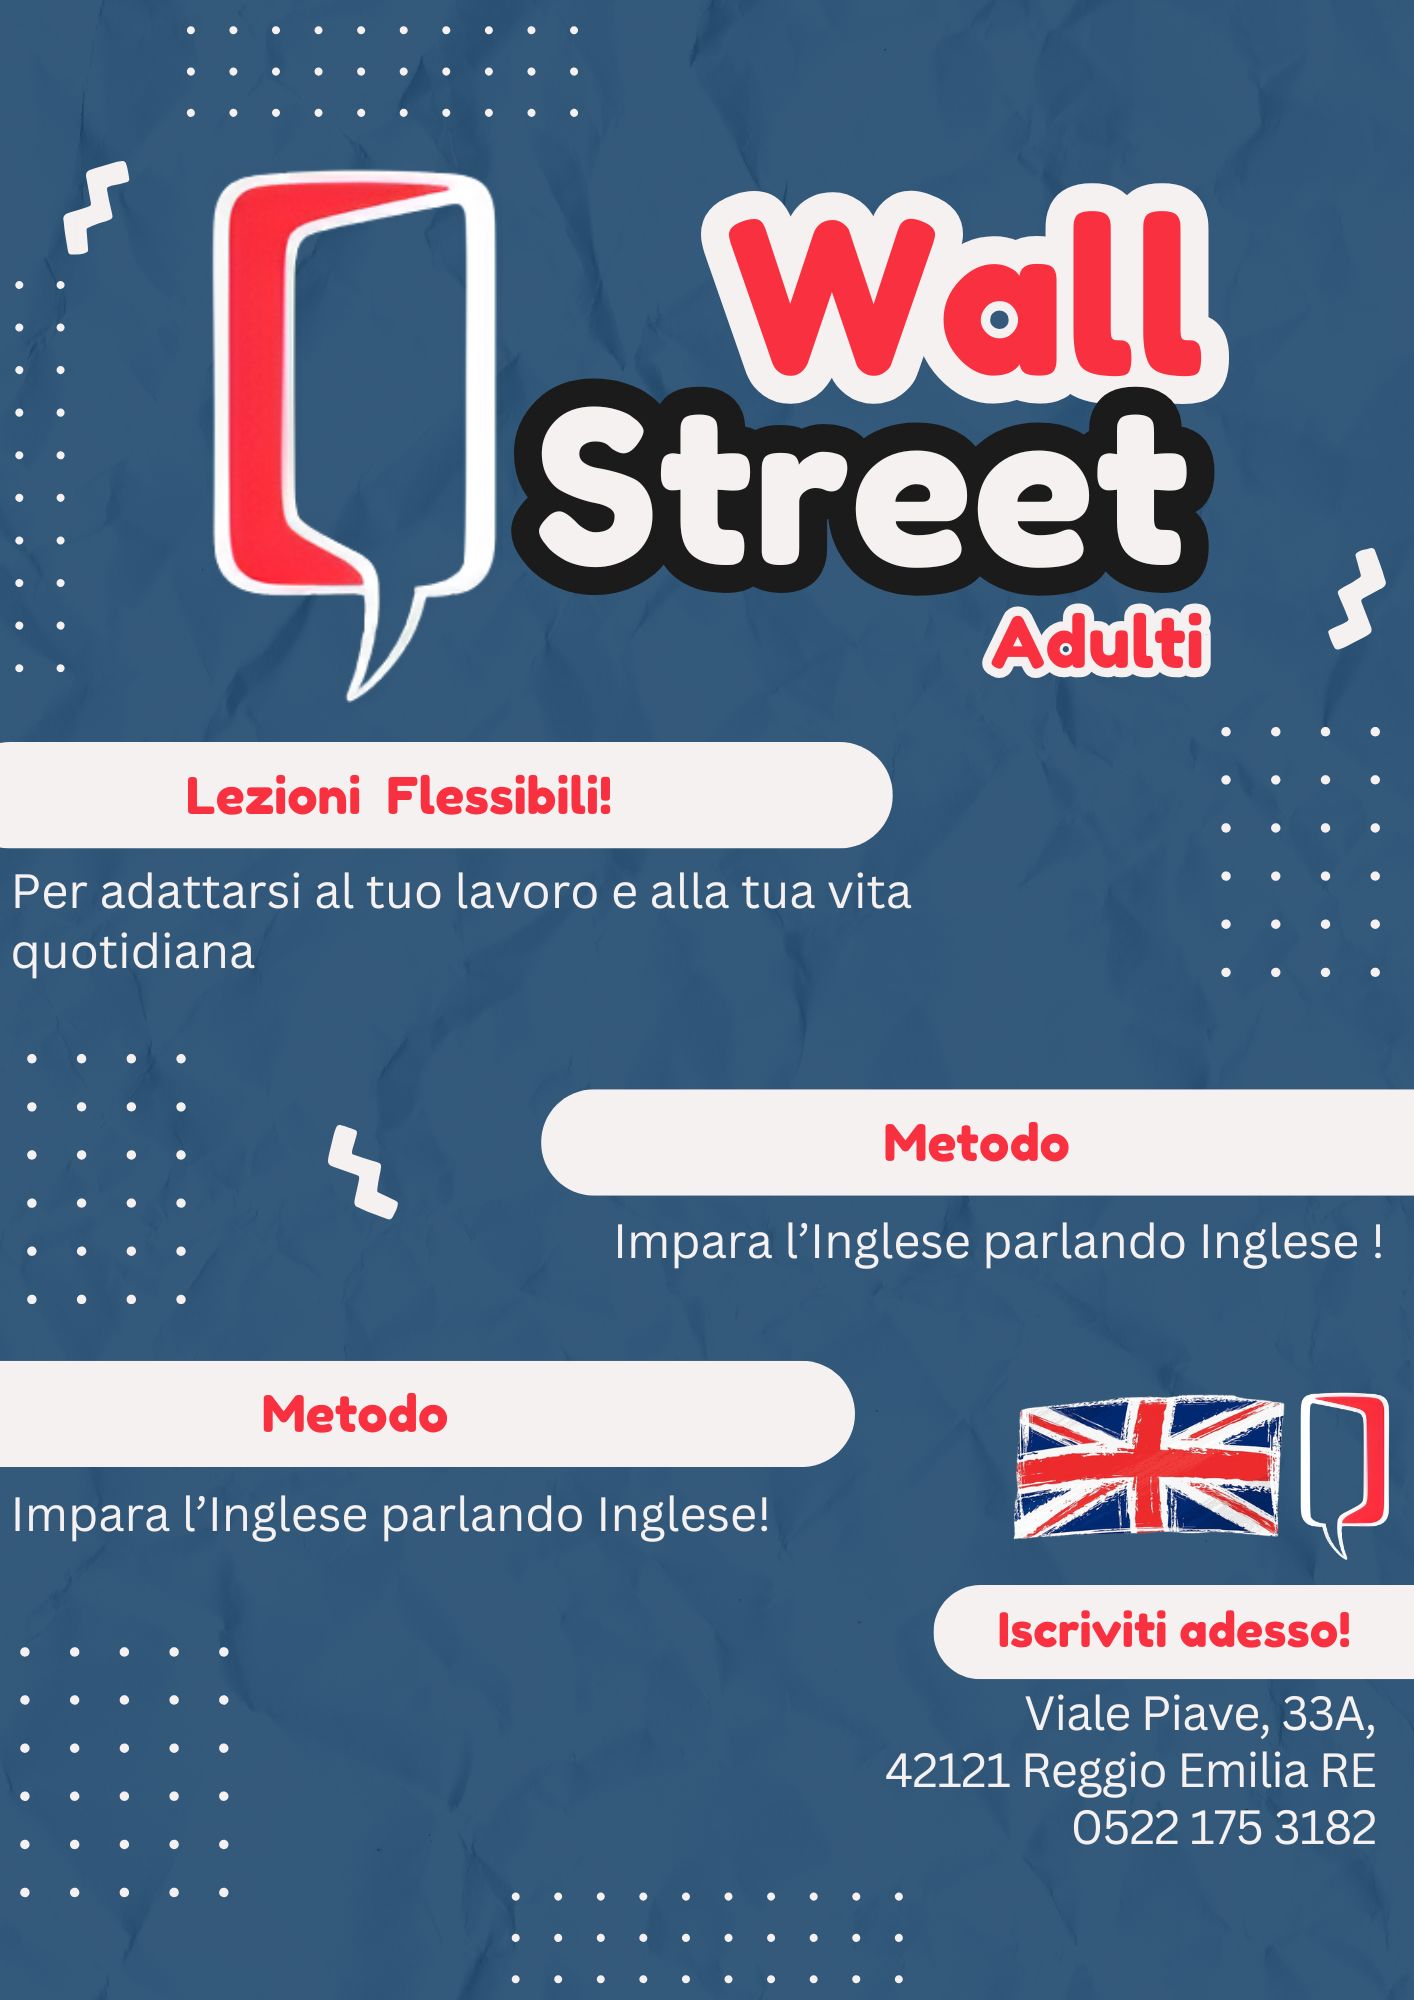 Wall
Street
Adulti
Lezioni  Flessibili!
Per adattarsi al tuo lavoro e alla tua vita
quotidiana
Metodo
Impara l’Inglese parlando Inglese !
Metodo
Impara l’Inglese parlando Inglese!
Iscriviti adesso!
Viale Piave, 33A,
42121 Reggio Emilia RE
0522 175 3182